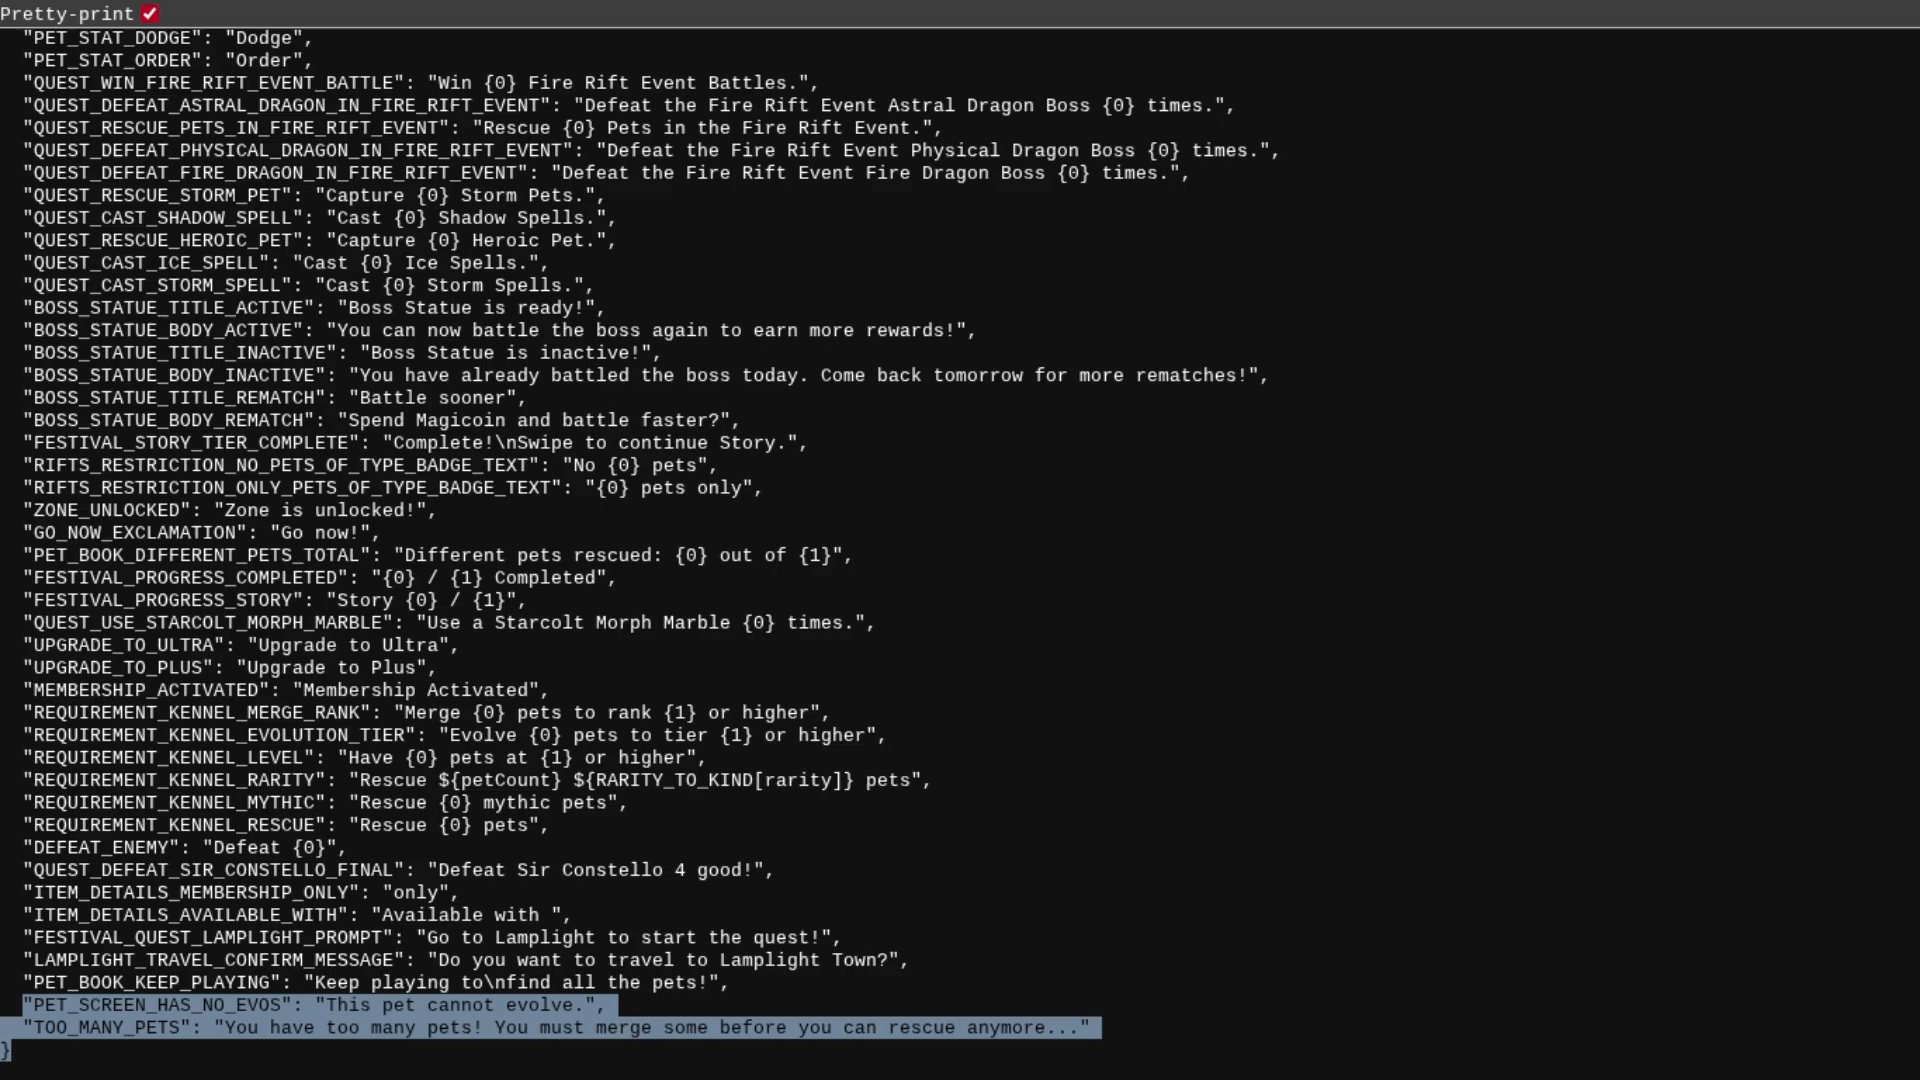 Pretty-print
"PET_STAT_DODGE": "Dodge",
"PET_STAT_ORDER": "Order",
"QUEST_WIN_FIRE_RIFT_EVENT_BATTLE": "Win {0} Fire Rift Event Battles.",
"QUEST_DEFEAT_ASTRAL_DRAGON_IN_FIRE_RIFT_EVENT": "Defeat the Fire Rift Event Astral Dragon Boss {0} times.",
"QUEST_RESCUE_PETS_IN_FIRE_RIFT_EVENT": "Rescue {0} Pets in the Fire Rift Event.",
"QUEST_DEFEAT_PHYSICAL_DRAGON_IN_FIRE_RIFT_EVENT": "Defeat the Fire Rift Event Physical Dragon Boss {0} times.",
"QUEST_DEFEAT_FIRE_DRAGON_IN_FIRE_RIFT_EVENT": "Defeat the Fire Rift Event Fire Dragon Boss {0} times.",
"QUEST_RESCUE_STORM_PET": "Capture {0} Storm Pets.",
"QUEST_CAST_SHADOW_SPELL": "Cast {0} Shadow Spells.",
"QUEST_RESCUE_HEROIC_PET": "Capture {0} Heroic Pet.",
"QUEST_CAST_ICE_SPELL": "Cast {0} Ice Spells.",
"QUEST_CAST_STORM_SPELL": "Cast {0} Storm Spells.",
"BOSS_STATUE_TITLE_ACTIVE": "Boss Statue is ready!",
"BOSS_STATUE_BODY_ACTIVE": "You can now battle the boss again to earn more rewards!",
"BOSS_STATUE_TITLE_INACTIVE": "Boss Statue is inactive!",
"BOSS_STATUE_BODY_INACTIVE": "You have already battled the boss today. Come back tomorrow for more rematches!",
"BOSS_STATUE_TITLE_REMATCH": "Battle sooner",
"BOSS_STATUE_BODY_REMATCH": "Spend Magicoin and battle faster?",
"FESTIVAL_STORY_TIER_COMPLETE": "Complete!\nSwipe to continue Story.",
"RIFTS_RESTRICTION_NO_PETS_OF_TYPE_BADGE_TEXT": "No {0} pets",
"RIFTS_RESTRICTION_ONLY_PETS_OF_TYPE_BADGE_TEXT": "{0} pets only",
"ZONE_UNLOCKED": "Zone is unlocked!",
"GO_NOW_EXCLAMATION": "Go now!",
"PET_BOOK_DIFFERENT_PETS_TOTAL": "Different pets rescued: {0} out of {1}",
"FESTIVAL_PROGRESS_COMPLETED": "{0} / {1} Completed",
"FESTIVAL_PROGRESS_STORY": "Story {0} / {1}",
"QUEST_USE_STARCOLT_MORPH_MARBLE": "Use a Starcolt Morph Marble {0} times.",
"UPGRADE_TO_ULTRA": "Upgrade to Ultra",
"UPGRADE_TO_PLUS": "Upgrade to Plus",
"MEMBERSHIP_ACTIVATED": "Membership Activated",
"REQUIREMENT_KENNEL_MERGE_RANK": "Merge {0} pets to rank {1} or higher",
"REQUIREMENT_KENNEL_EVOLUTION_TIER": "Evolve {0} pets to tier {1} or higher",
"REQUIREMENT_KENNEL_LEVEL": "Have {0} pets at {1} or higher",
"REQUIREMENT_KENNEL_RARITY": "Rescue ${petCount} ${RARITY_TO_KIND[rarity]} pets",
"REQUIREMENT_KENNEL_MYTHIC": "Rescue {0} mythic pets",
"REQUIREMENT_KENNEL_RESCUE": "Rescue {0} pets",
"DEFEAT_ENEMY": "Defeat {0}",
"QUEST_DEFEAT_SIR_CONSTELLO_FINAL": "Defeat Sir Constello 4 good!",
"ITEM_DETAILS_MEMBERSHIP_ONLY": "only",
"ITEM_DETAILS_AVAILABLE_WITH": "Available with ",
"FESTIVAL_QUEST_LAMPLIGHT_PROMPT": "Go to Lamplight to start the quest!",
"LAMPLIGHT_TRAVEL_CONFIRM_MESSAGE": "Do you want to travel to Lamplight Town?",
"PET_BOOK_KEEP_PLAYING": "Keep playing to\nfind all the pets!",
"PET_SCREEN_HAS_NO_EVOS": "This pet cannot evolve.",
"TOO_MANY_PETS": "You have too many pets! You must merge some before you can rescue anymore..."
}